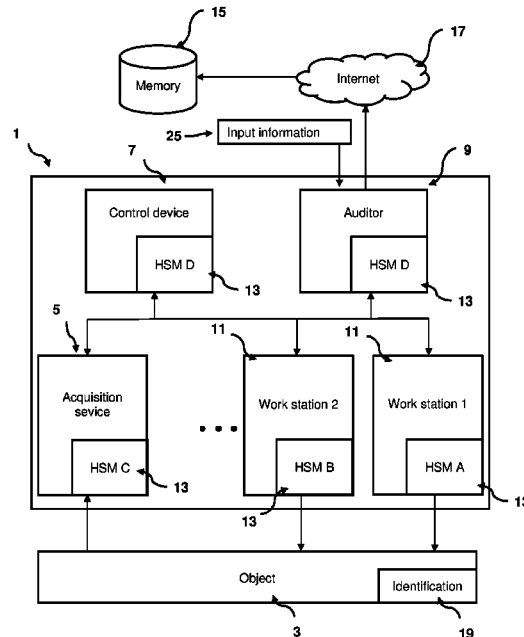 15
17
Memory
Internet
25
Input information
1
7
9
Control device
Auditor
HSM D
HSM D
13
13
5
11
11
Acquisition
sevice
Work station 2
Work station 1
HSM C
HSM B
HSM A
13
13
13
Object
Identification
3
19